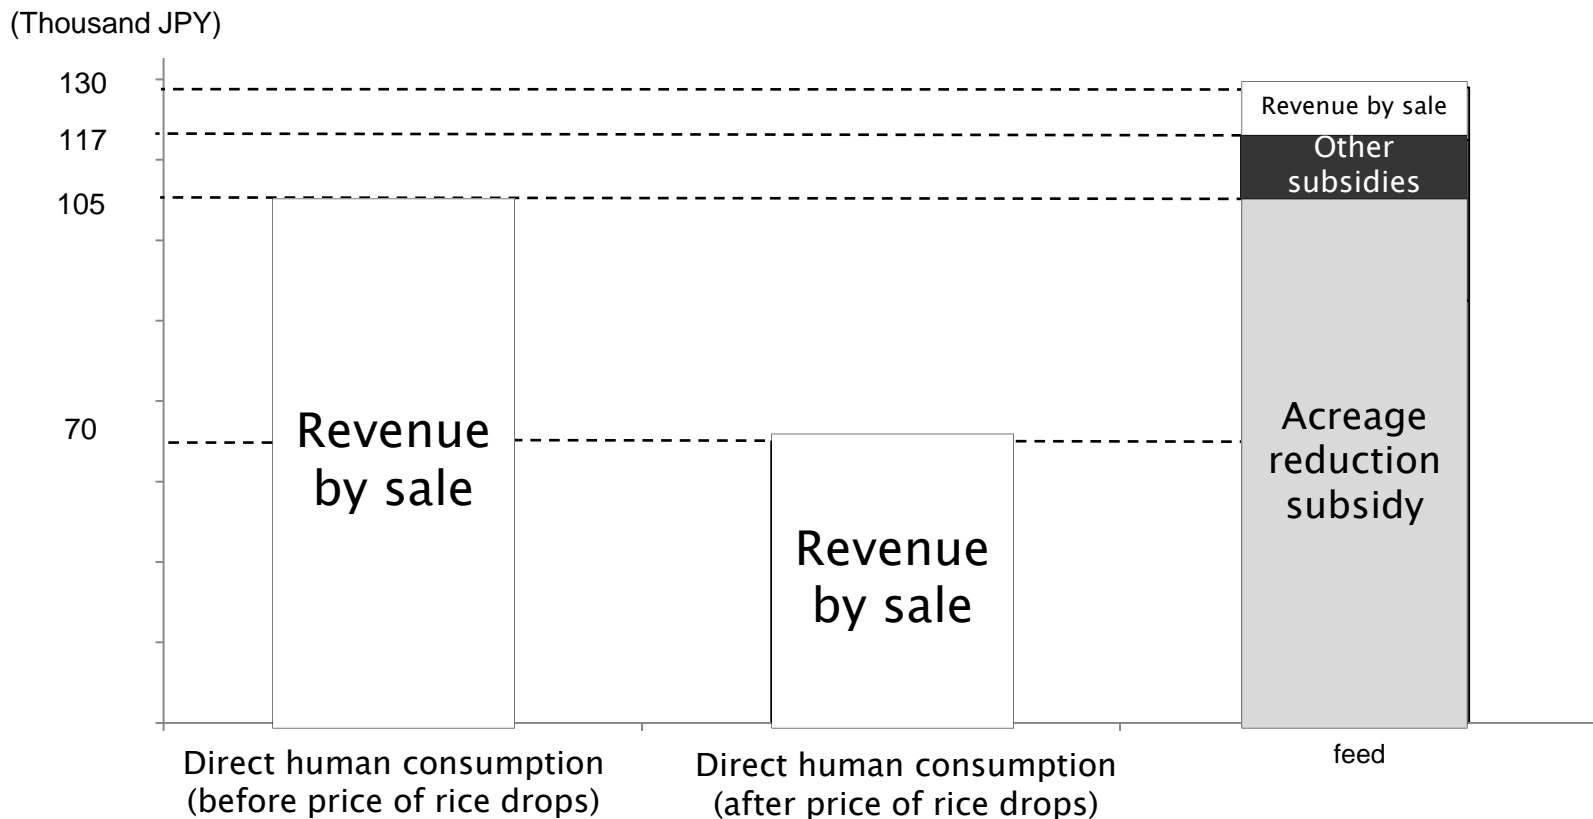 (Thousand JPY)
130
117
105
70
Revenue by sale
Other
subsidies
Revenue
by sale
Revenue
by sale
Acreage
reduction
subsidy
Direct human consumption
(before price of rice drops)
Direct human consumption
(after price of rice drops)
feed